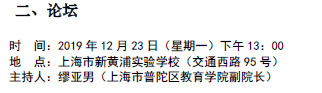 二、论坛
时　间：2019 年 12 月 23 日（星期一）下午 13：00
地　点：上海市新黄浦实验学校（交通西路 95 号）
主持人：缪亚男（上海市普陀区教育学院副院长）